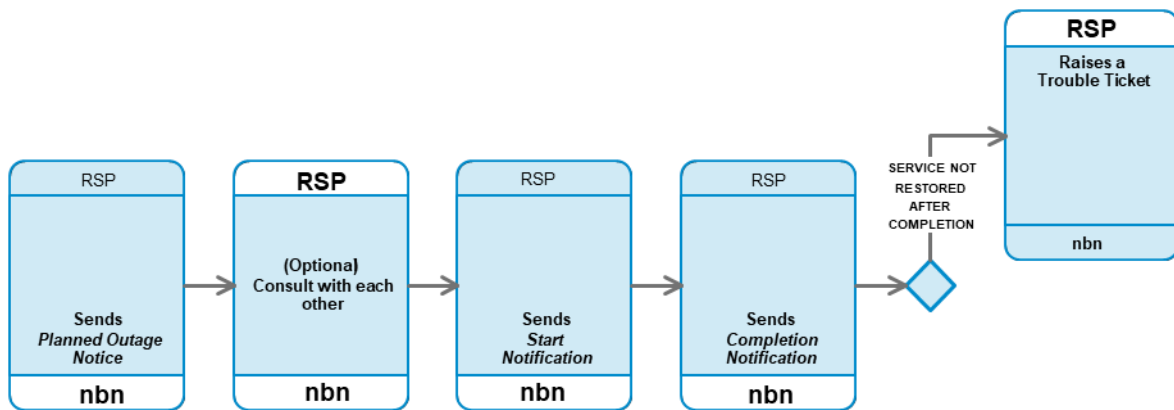 RSP
Sends
Planned Outage
Notice
nbn
RSP
(Optional)
Consult with each
other
nbn
RSP
Sends
Start
Notification
nbn
RSP
Sends
Completion
Notification
nbn
SERVICE NOT
RESTORED
AFTER
COMPLETION
RSP
Raises a
Trouble Ticket
nbn